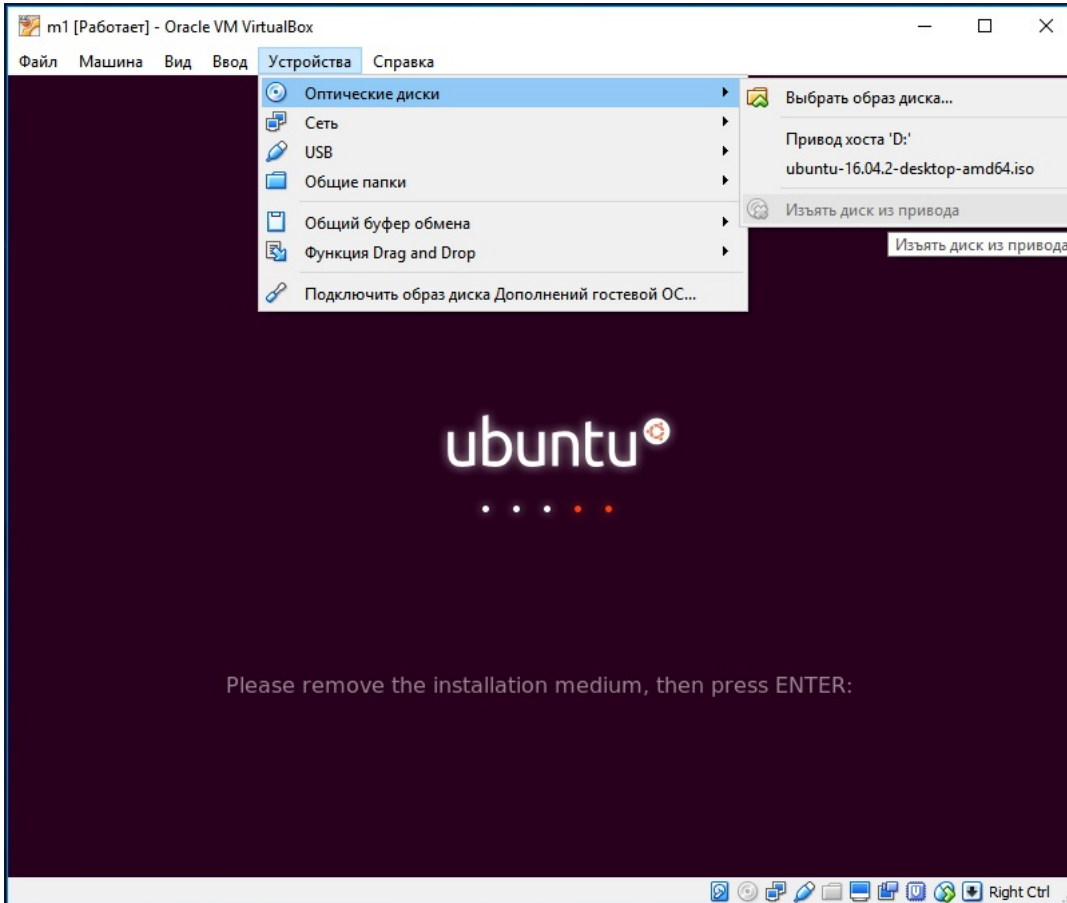 m1 [Работает] - Oracle VM VirtualBox
Файл Машина Вид Ввод Устройства Справка
Оптические диски
Сеть
USB
Общие папки
Общий буфер обмена
Функция Drag and Drop
Подключить образ диска Дополнений гостевой ОС...
Выбрать образ диска...
Привод хоста 'D:'
ubuntu-16.04.2-desktop-amd64.iso
Изъять диск из привода
Изъять диск из привода
ubuntu
Please remove the installation medium, then press ENTER:
Right Ctrl